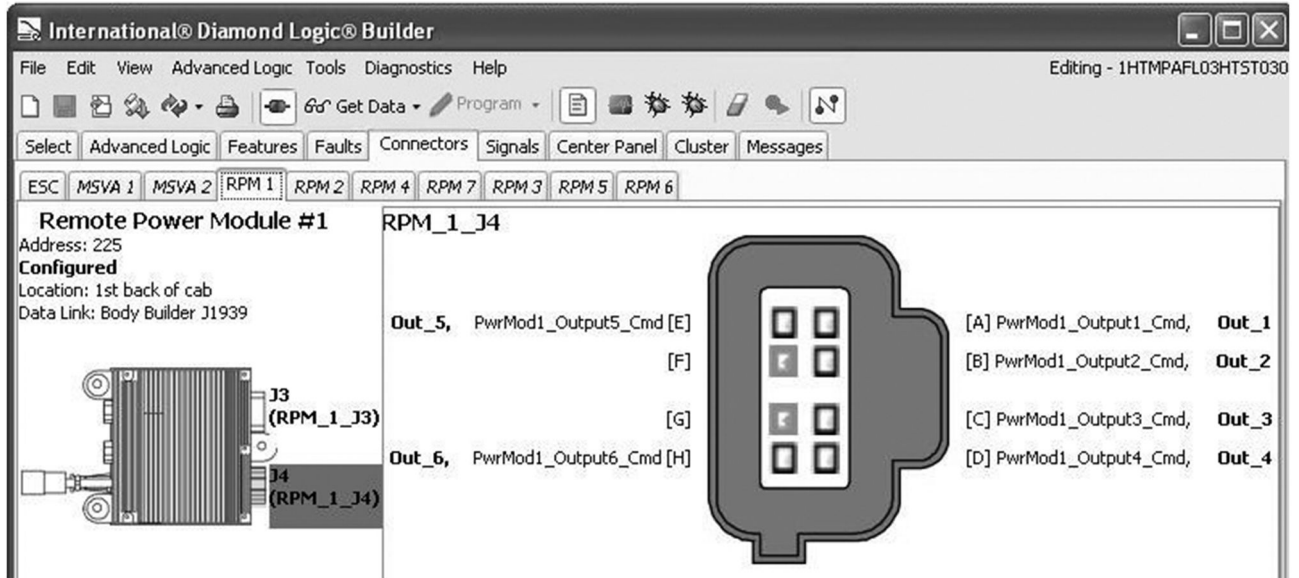 International® Diamond Logic® Builder
File Edit View Advanced Logic Tools Diagnostics Help Editing - 1HTMPAFL03HTST030
Get Data Program
Select Advanced Logic Features Faults Connectors Signals Center Panel Cluster Messages
ESC MSVA 1 MSVA 2 RPM 1 RPM 2 RPM 4 RPM 7 RPM 3 RPM 5 RPM 6
Remote Power Module #1
Address: 225
Configured
Location: 1st back of cab
Data Link: Body Builder J1939
J3
(RPM_1_J3)
J4
(RPM_1_J4)
RPM_1_J4
Out_5, PwrMod1_Output5_Cmd [E] [A] PwrMod1_Output1_Cmd, Out_1
[F] [B] PwrMod1_Output2_Cmd, Out_2
[G] [C] PwrMod1_Output3_Cmd, Out_3
Out_6, PwrMod1_Output6_Cmd [H] [D] PwrMod1_Output4_Cmd, Out_4